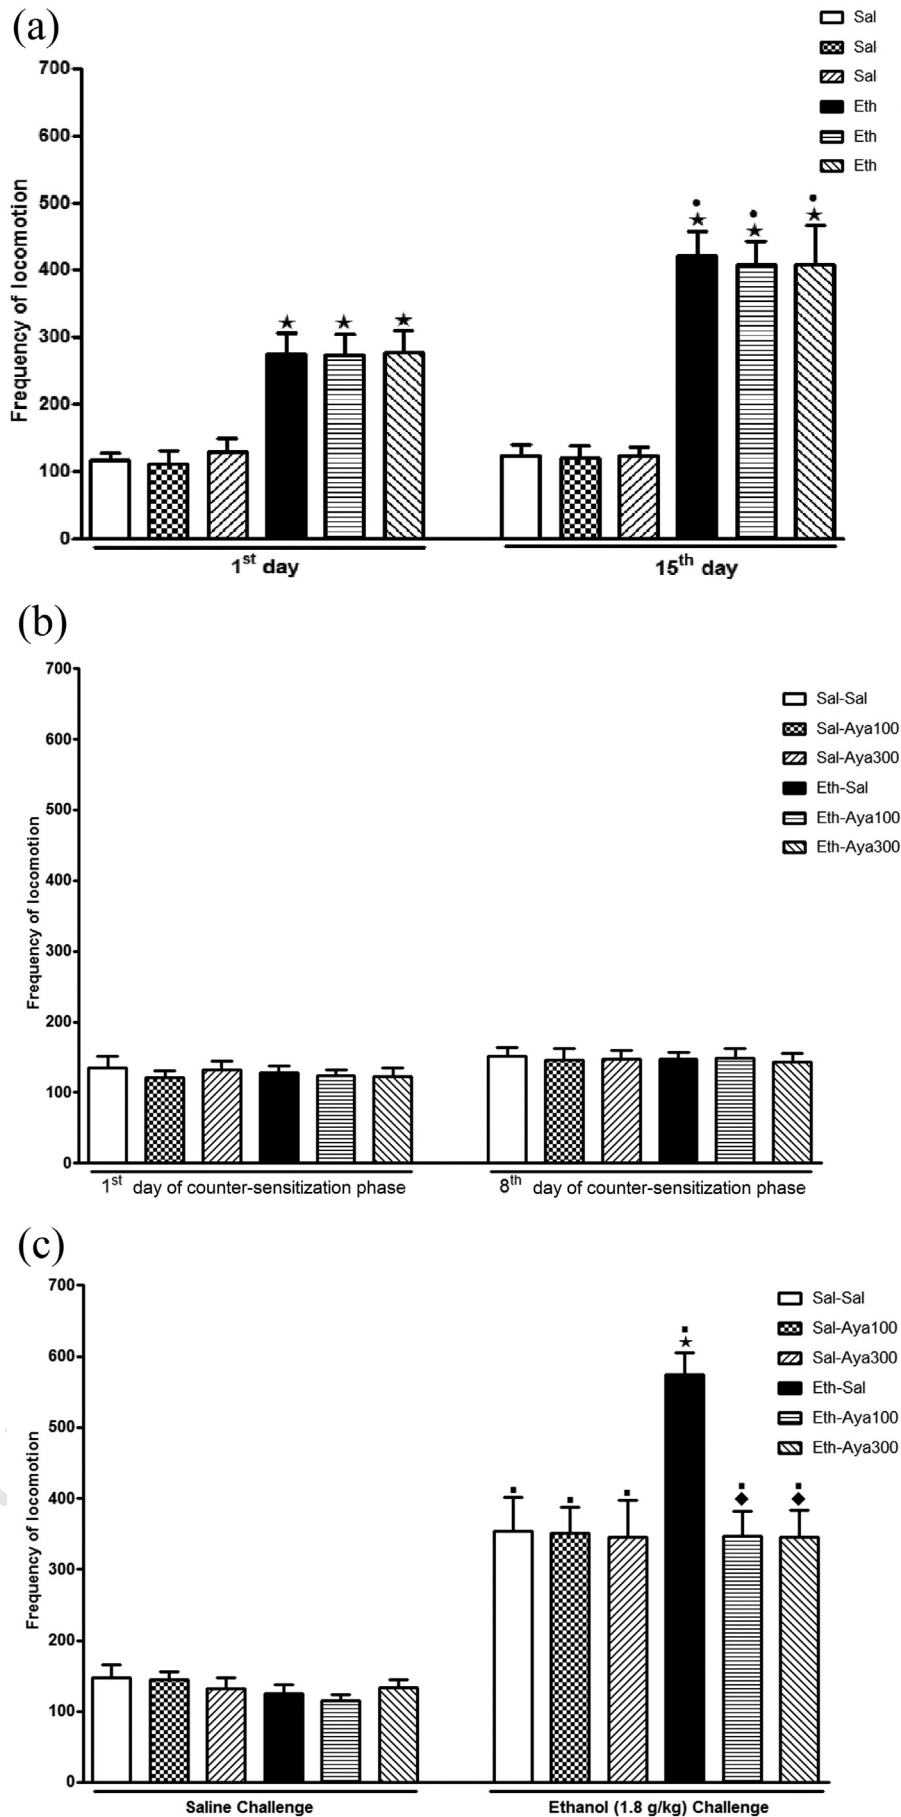 (a)
Sal
Sal
Sal
Eth
Eth
Eth
700
600
500
400
300
200
100
0
Frequency of locomotion
1st day
15th day
(b)
700
600
500
400
300
200
100
0
Frequency of locomotion
Sal-Sal
Sal-Aya100
Sal-Aya300
Eth-Sal
Eth-Aya100
Eth-Aya300
1st day of counter-sensitization phase
8th day of counter-sensitization phase
(c)
700
600
500
400
300
200
100
0
Frequency of locomotion
Sal-Sal
Sal-Aya100
Sal-Aya300
Eth-Sal
Eth-Aya100
Eth-Aya300
Saline Challenge
Ethanol (1.8 g/kg) Challenge